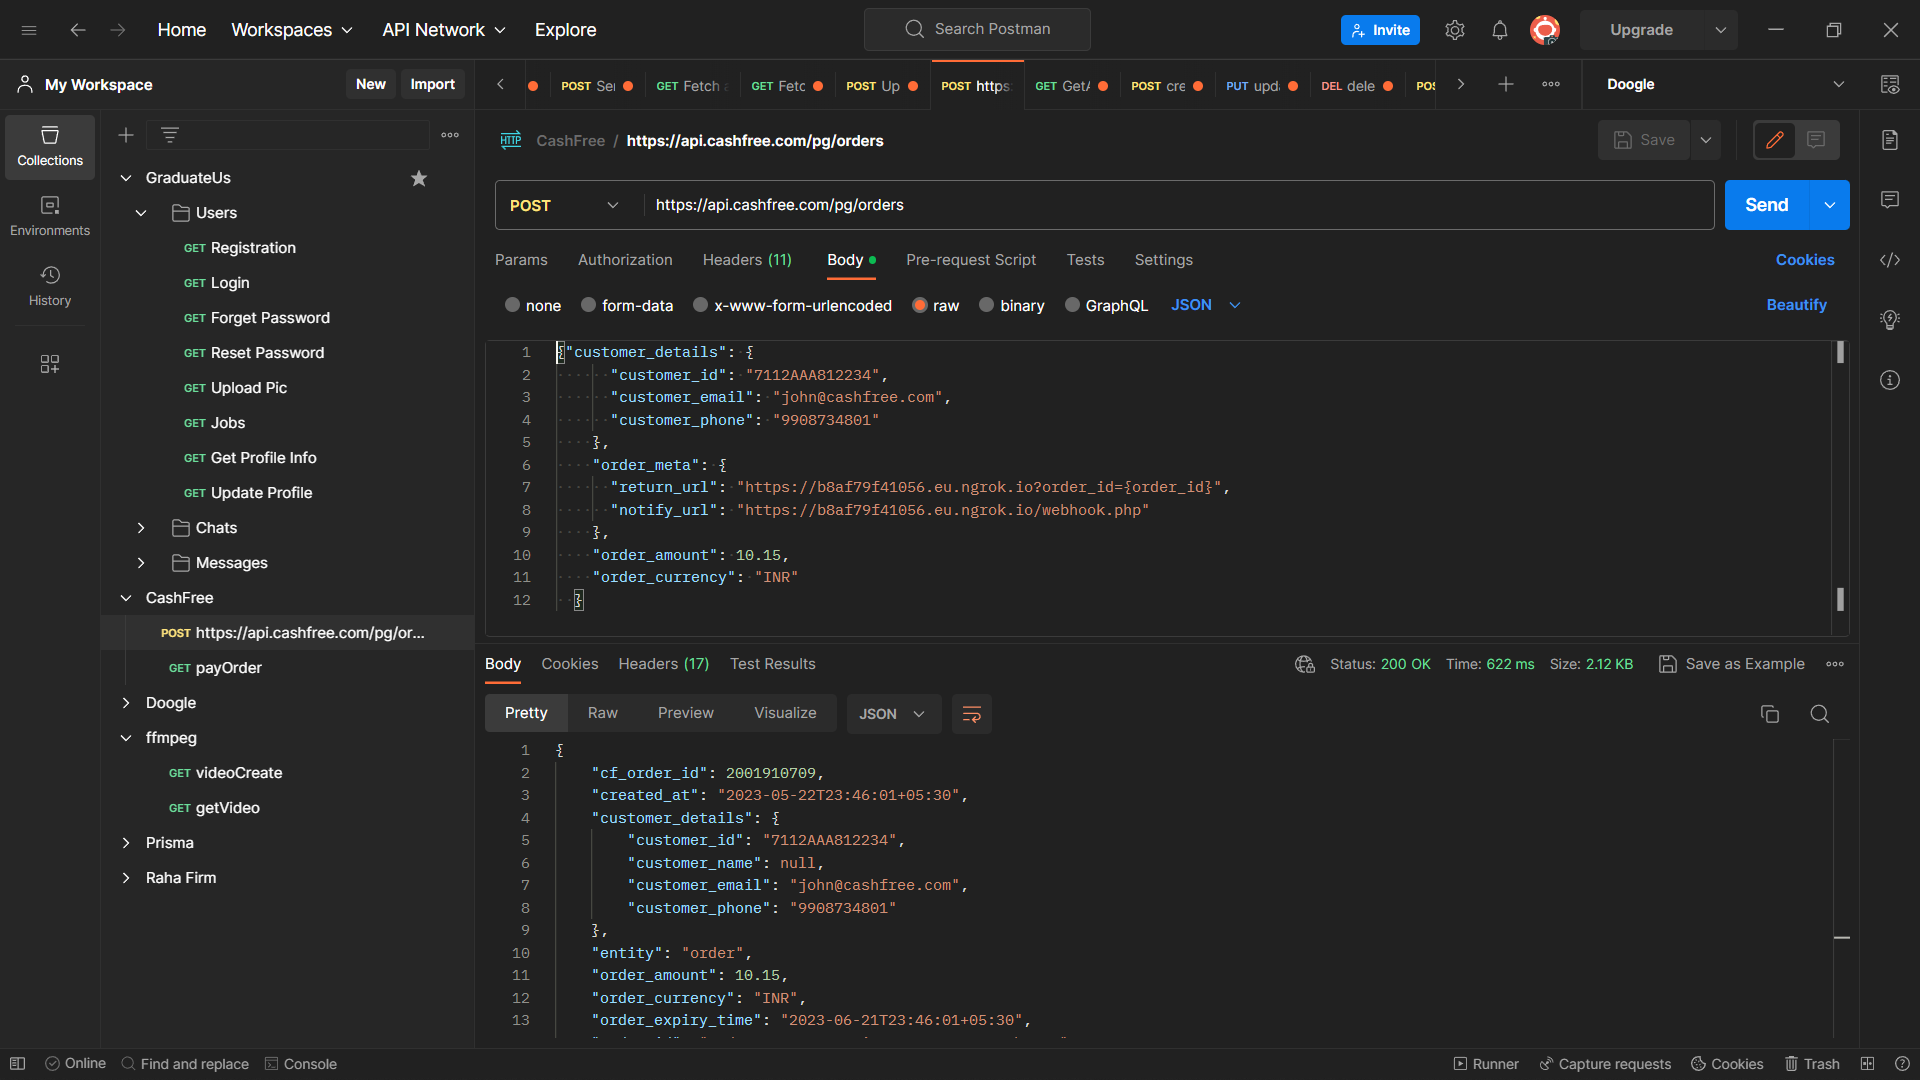 Home Workspaces API Network Explore Search Postman Invite Upgrade
My Workspace New Import
POST Se GET Fetch GET Fetc POST Up POST https: GET GetA POST cre PUT upd DEL dele POS Doogle
Collections
Environments
History
GraduateUs
Users
GET Registration
GET Login
GET Forget Password
GET Reset Password
GET Upload Pic
GET Jobs
GET Get Profile Info
GET Update Profile
Chats
Messages
CashFree
POST https://api.cashfree.com/pg/or...
GET payOrder
Doogle
ffmpeg
GET videoCreate
GET getVideo
Prisma
Raha Firm
HTTP CashFree / https://api.cashfree.com/pg/orders Save
POST https://api.cashfree.com/pg/orders Send
Params Authorization Headers (11) Body Pre-request Script Tests Settings Cookies
none form-data x-www-form-urlencoded raw binary GraphQL JSON Beautify
1 {"customer_details": {
2 "customer_id": "7112AAA812234",
3 "customer_email": "john@cashfree.com",
4 "customer_phone": "9908734801"
5 },
6 "order_meta": {
7 "return_url": "https://b8af79f41056.eu.ngrok.io?order_id={order_id}",
8 "notify_url": "https://b8af79f41056.eu.ngrok.io/webhook.php"
9 },
10 "order_amount": 10.15,
11 "order_currency": "INR"
12 }
Body Cookies Headers (17) Test Results Status: 200 OK Time: 622 ms Size: 2.12 KB Save as Example
Pretty Raw Preview Visualize JSON
1 {
2 "cf_order_id": 2001910709,
3 "created_at": "2023-05-22T23:46:01+05:30",
4 "customer_details": {
5 "customer_id": "7112AAA812234",
6 "customer_name": null,
7 "customer_email": "john@cashfree.com",
8 "customer_phone": "9908734801"
9 },
10 "entity": "order",
11 "order_amount": 10.15,
12 "order_currency": "INR",
13 "order_expiry_time": "2023-06-21T23:46:01+05:30",
Online Find and replace Console Runner Capture requests Cookies Trash